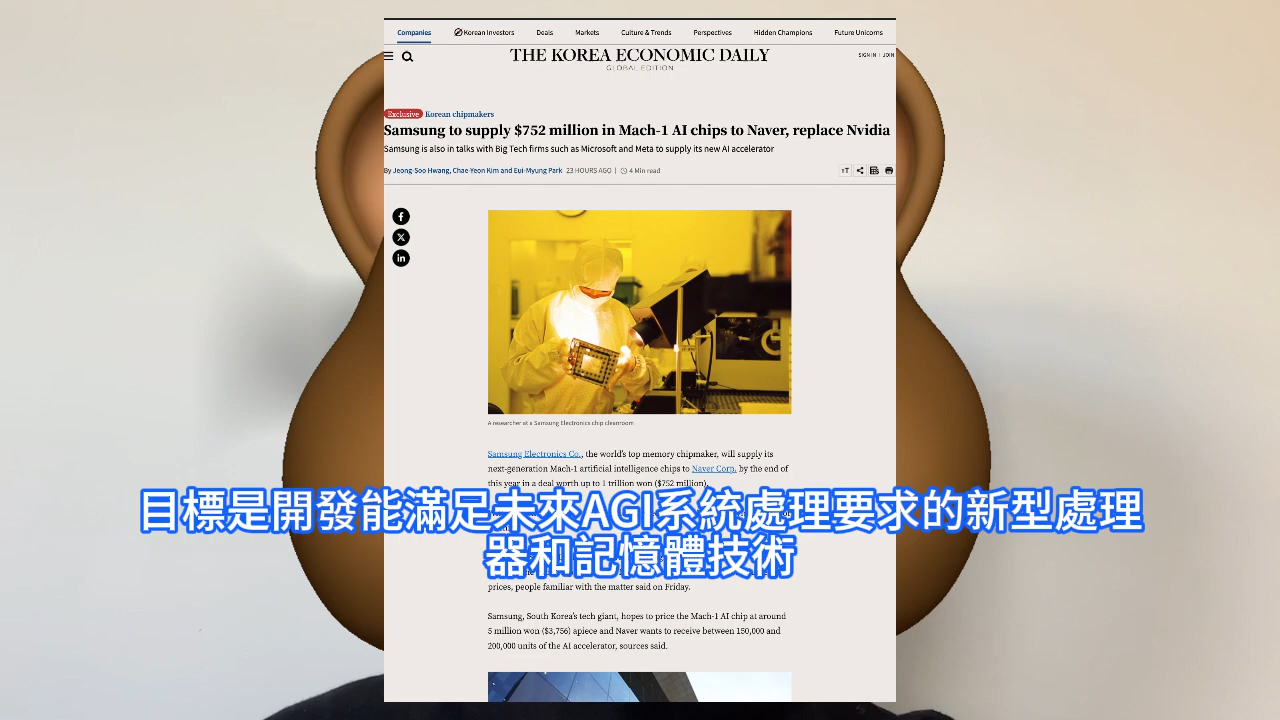 Companies Korean Investors Deals Markets Culture & Trends Perspectives Hidden Champions Future Unicorns
THE KOREA ECONOMIC DAILY
GLOBAL EDITION
SIGN IN | JOIN
Exclusive Korean chipmakers
Samsung to supply $752 million in Mach-1 AI chips to Naver, replace Nvidia
Samsung is also in talks with Big Tech firms such as Microsoft and Meta to supply its new AI accelerator
By Jeong-Soo Hwang, Chae-Yeon Kim and Eui-Myung Park 23 HOURS AGO | 4 Min read
A researcher at a Samsung Electronics chip cleanroom
Samsung Electronics Co., the world's top memory chipmaker, will supply its
next-generation Mach-1 artificial intelligence chips to Naver Corp. by the end of
this year in a deal worth up to 1 trillion won ($752 million).
目標是開發能滿足未來AGI系統處理要求的新型處理
器和記憶體技術
prices, people familiar with the matter said on Friday.
Samsung, South Korea's tech giant, hopes to price the Mach-1 AI chip at around
5 million won ($3,756) apiece and Naver wants to receive between 150,000 and
200,000 units of the AI accelerator, sources said.